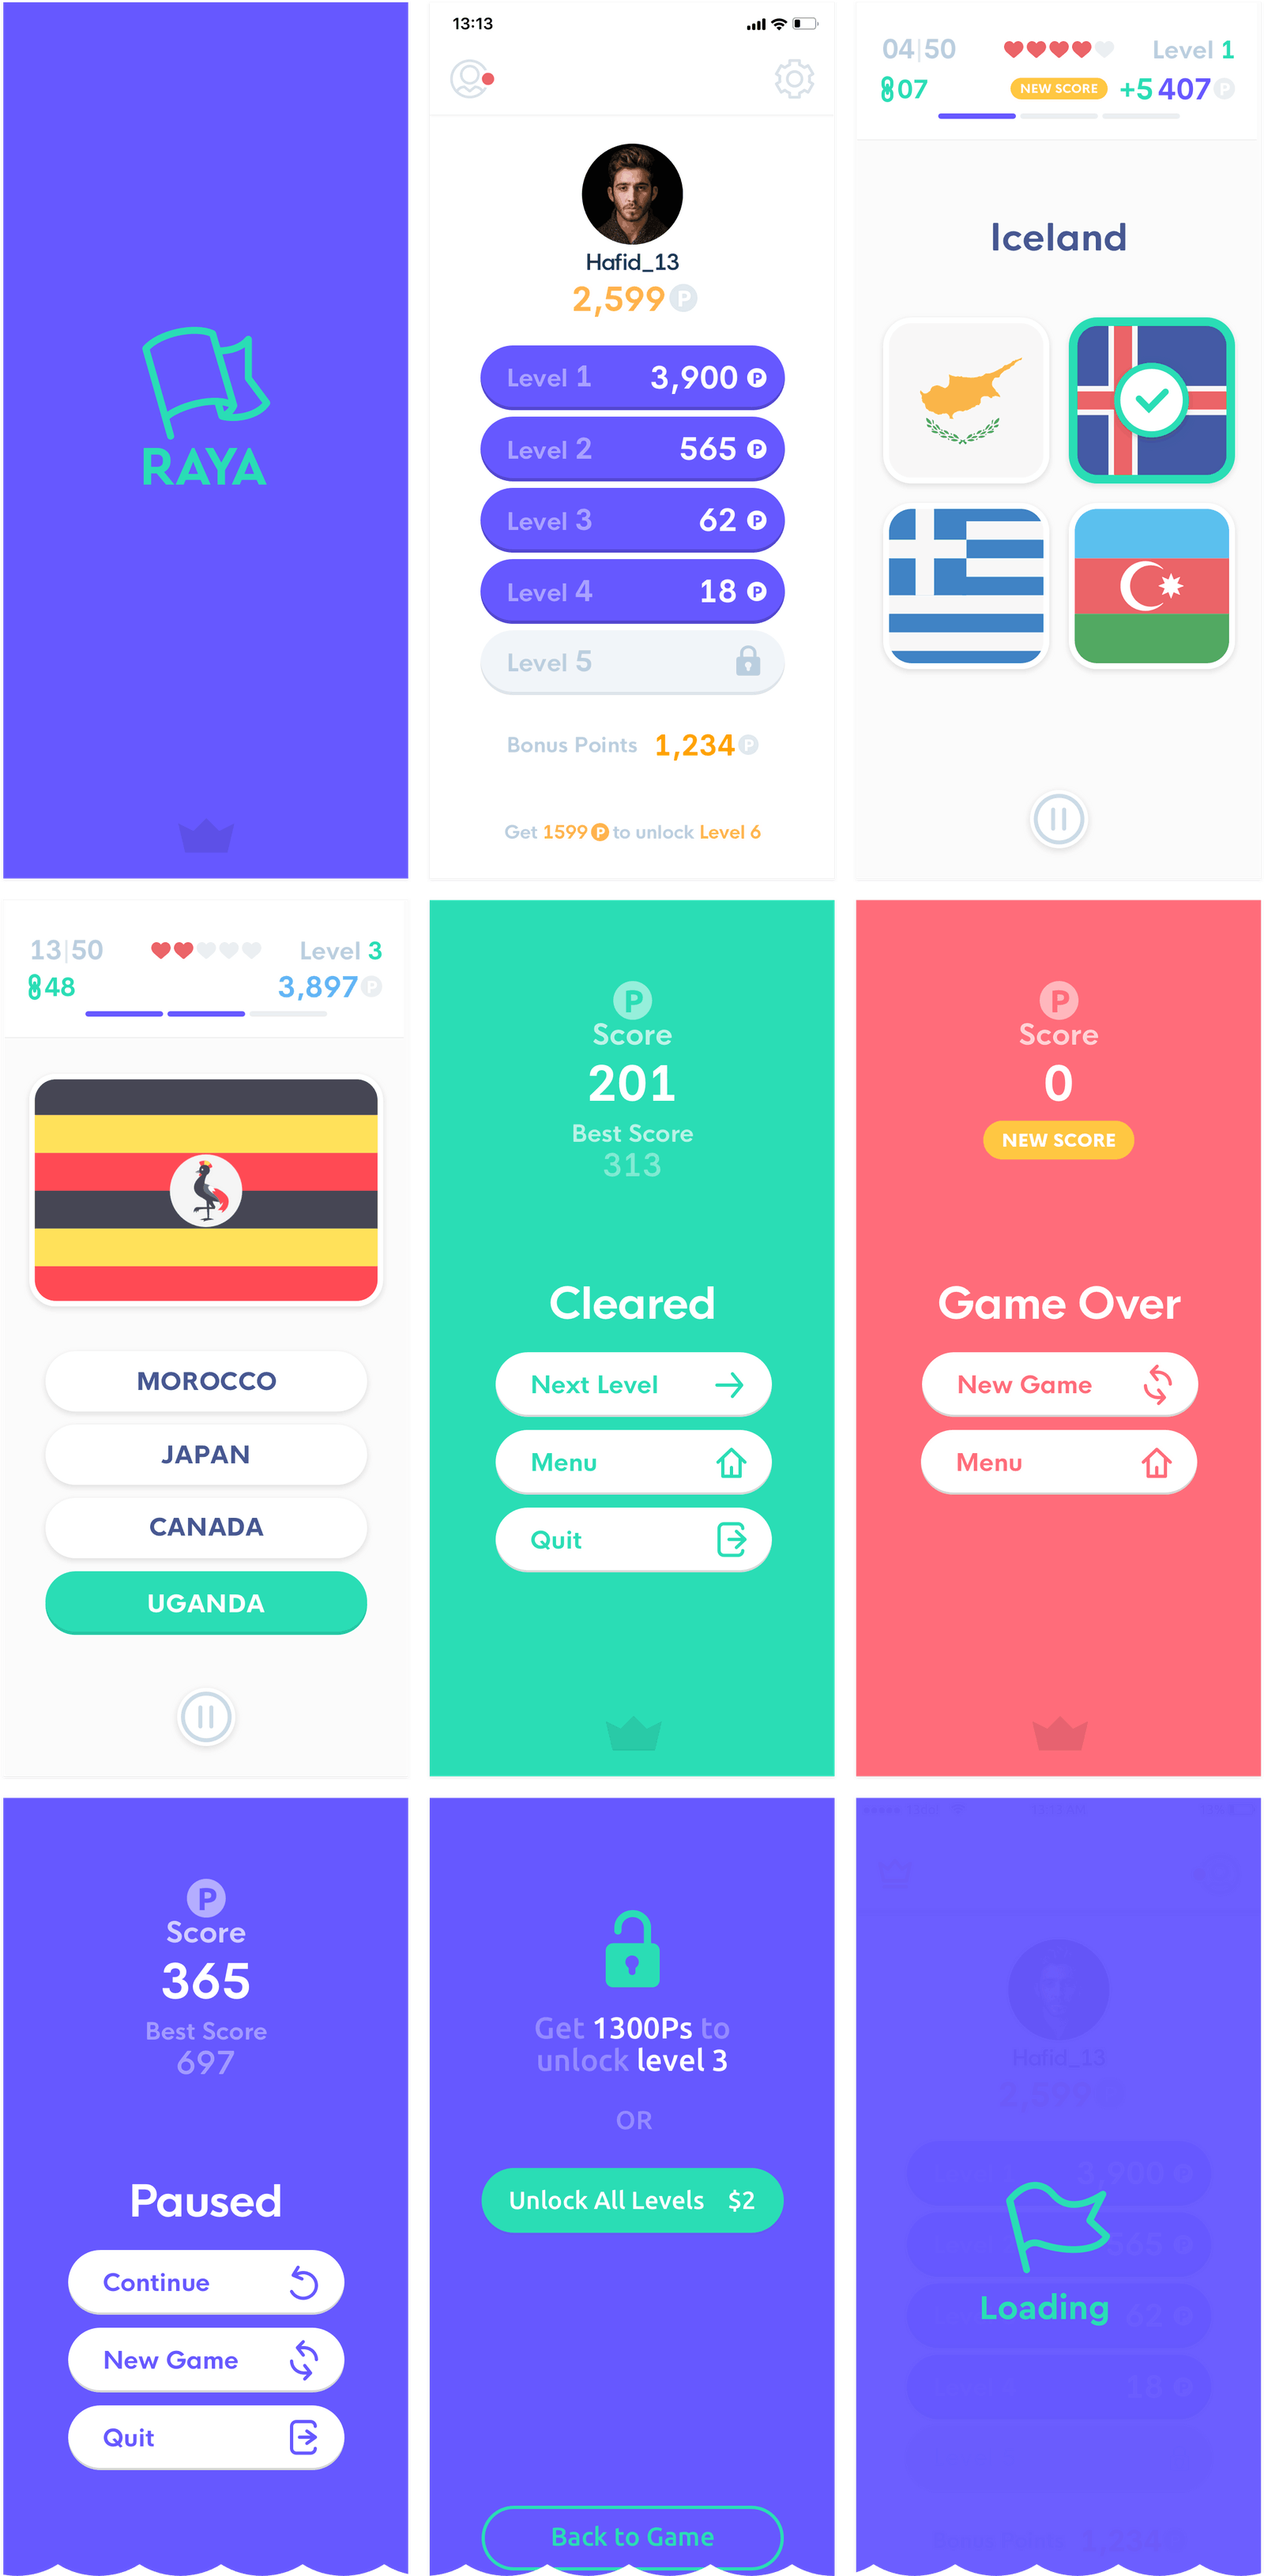 RAYA
13:13
Hafid_13
2,599 P
Level 1 3,900 P
Level 2 565 P
Level 3 62 P
Level 4 18 P
Level 5
Bonus Points 1,234 P
Get 1599 P to unlock Level 6
04|50 Level 1
07 NEW SCORE +5 407 P
Iceland
13|50 Level 3
48 3,897 P
MOROCCO
JAPAN
CANADA
UGANDA
P
Score
201
Best Score
313
Cleared
Next Level
Menu
Quit
P
Score
0
NEW SCORE
Game Over
New Game
Menu
P
Score
365
Best Score
697
Paused
Continue
New Game
Quit
Get 1300Ps to
unlock level 3
OR
Unlock All Levels $2
Back to Game
Hafid_13
2,599
3,900 P
565 P
Loading
62 P
18 P
Bonus Points 1,234